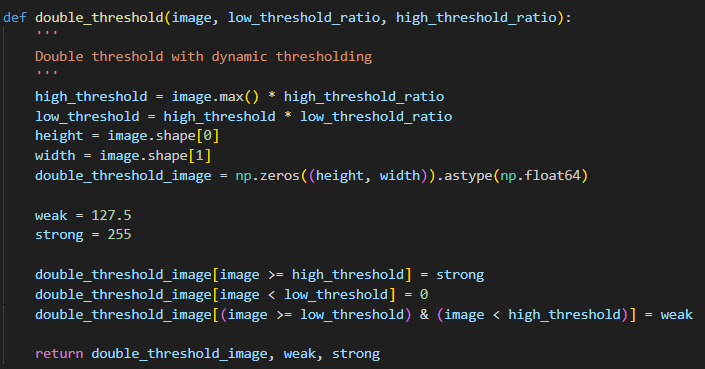 def double_threshold(image, low_threshold_ratio, high_threshold_ratio):
    '''
    Double threshold with dynamic thresholding
    '''
    high_threshold = image.max() * high_threshold_ratio
    low_threshold = high_threshold * low_threshold_ratio
    height = image.shape[0]
    width = image.shape[1]
    double_threshold_image = np.zeros((height, width)).astype(np.float64)

    weak = 127.5
    strong = 255

    double_threshold_image[image >= high_threshold] = strong
    double_threshold_image[image < low_threshold] = 0
    double_threshold_image[(image >= low_threshold) & (image < high_threshold)] = weak

    return double_threshold_image, weak, strong